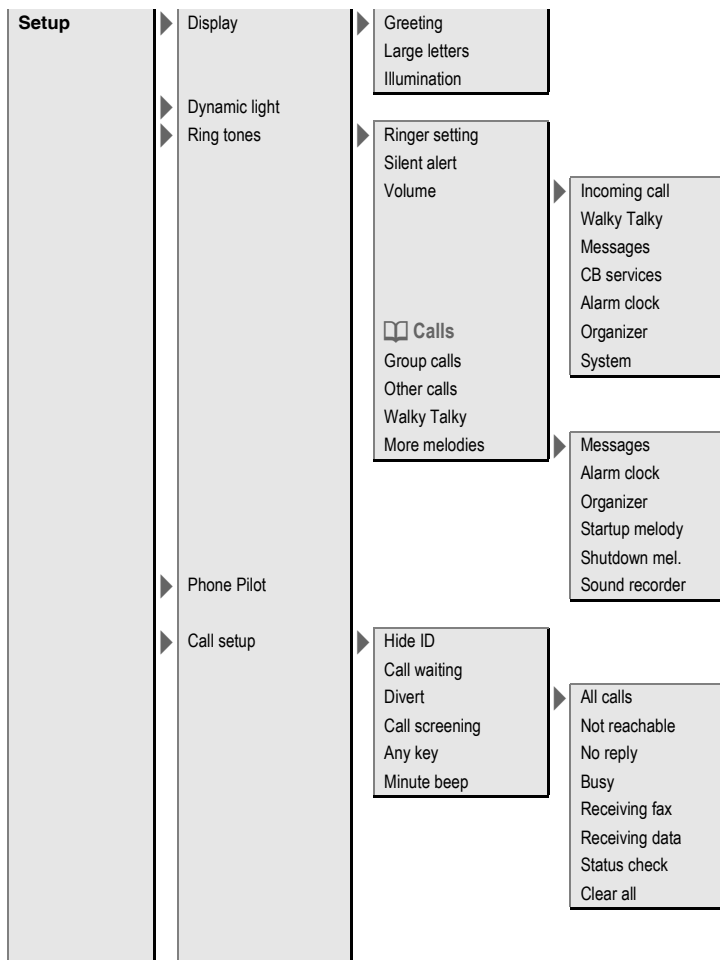 Setup
Display
Greeting
Large letters
Illumination
Dynamic light
Ring tones
Ringer setting
Silent alert
Volume
Incoming call
Walky Talky
Messages
CB services
Alarm clock
Organizer
System
Calls
Group calls
Other calls
Walky Talky
More melodies
Messages
Alarm clock
Organizer
Startup melody
Shutdown mel.
Sound recorder
Phone Pilot
Call setup
Hide ID
Call waiting
Divert
All calls
Not reachable
No reply
Busy
Receiving fax
Receiving data
Status check
Clear all
Call screening
Any key
Minute beep